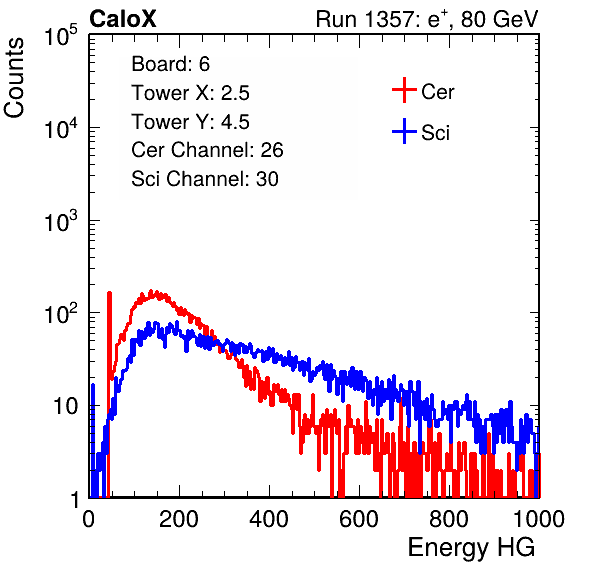 CaloX Run 1357: e⁺, 80 GeV
Counts
10⁵
10⁴
10³
10²
10
1
Board: 6
Tower X: 2.5
Tower Y: 4.5
Cer Channel: 26
Sci Channel: 30
Cer
Sci
0 200 400 600 800 1000
Energy HG